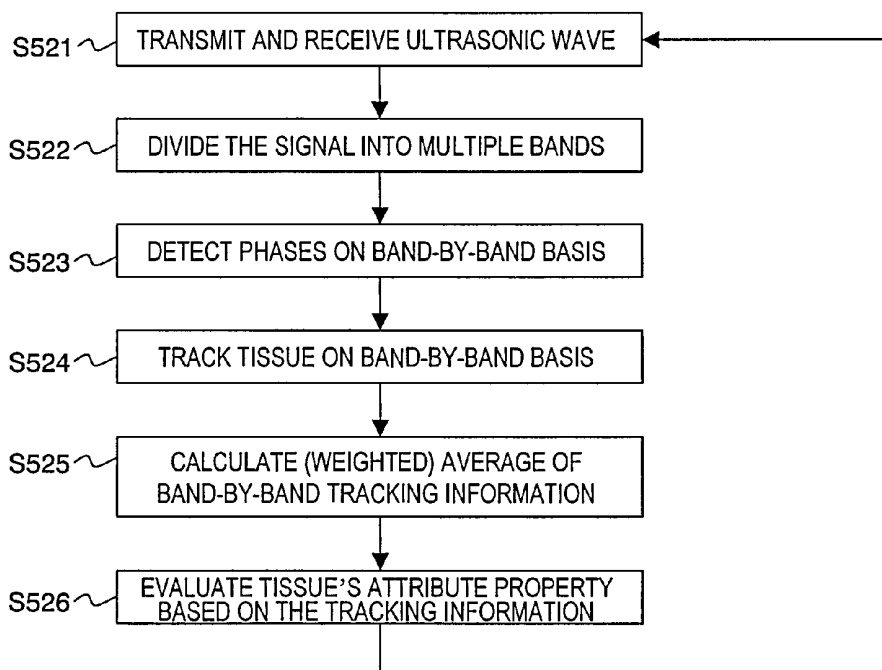 S521 TRANSMIT AND RECEIVE ULTRASONIC WAVE
S522 DIVIDE THE SIGNAL INTO MULTIPLE BANDS
S523 DETECT PHASES ON BAND-BY-BAND BASIS
S524 TRACK TISSUE ON BAND-BY-BAND BASIS
S525 CALCULATE (WEIGHTED) AVERAGE OF
BAND-BY-BAND TRACKING INFORMATION
S526 EVALUATE TISSUE'S ATTRIBUTE PROPERTY
BASED ON THE TRACKING INFORMATION